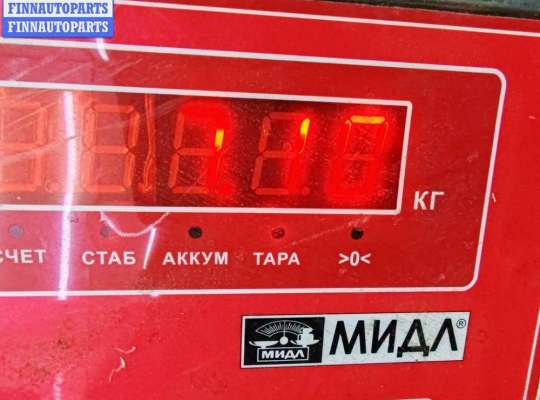 FINNAUTOPARTS
FINNAUTOPARTS
КГ
СЧЕТ СТАБ АККУМ ТАРА >0<
МИДЛ МИДЛ®